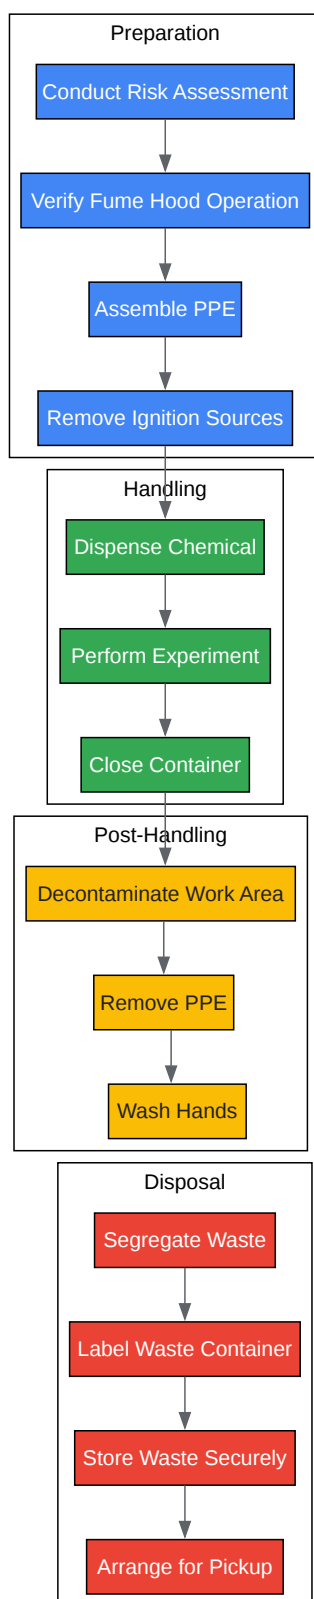 Preparation
Conduct Risk Assessment
Verify Fume Hood Operation
Assemble PPE
Remove Ignition Sources
Handling
Dispense Chemical
Perform Experiment
Close Container
Post-Handling
Decontaminate Work Area
Remove PPE
Wash Hands
Disposal
Segregate Waste
Label Waste Container
Store Waste Securely
Arrange for Pickup